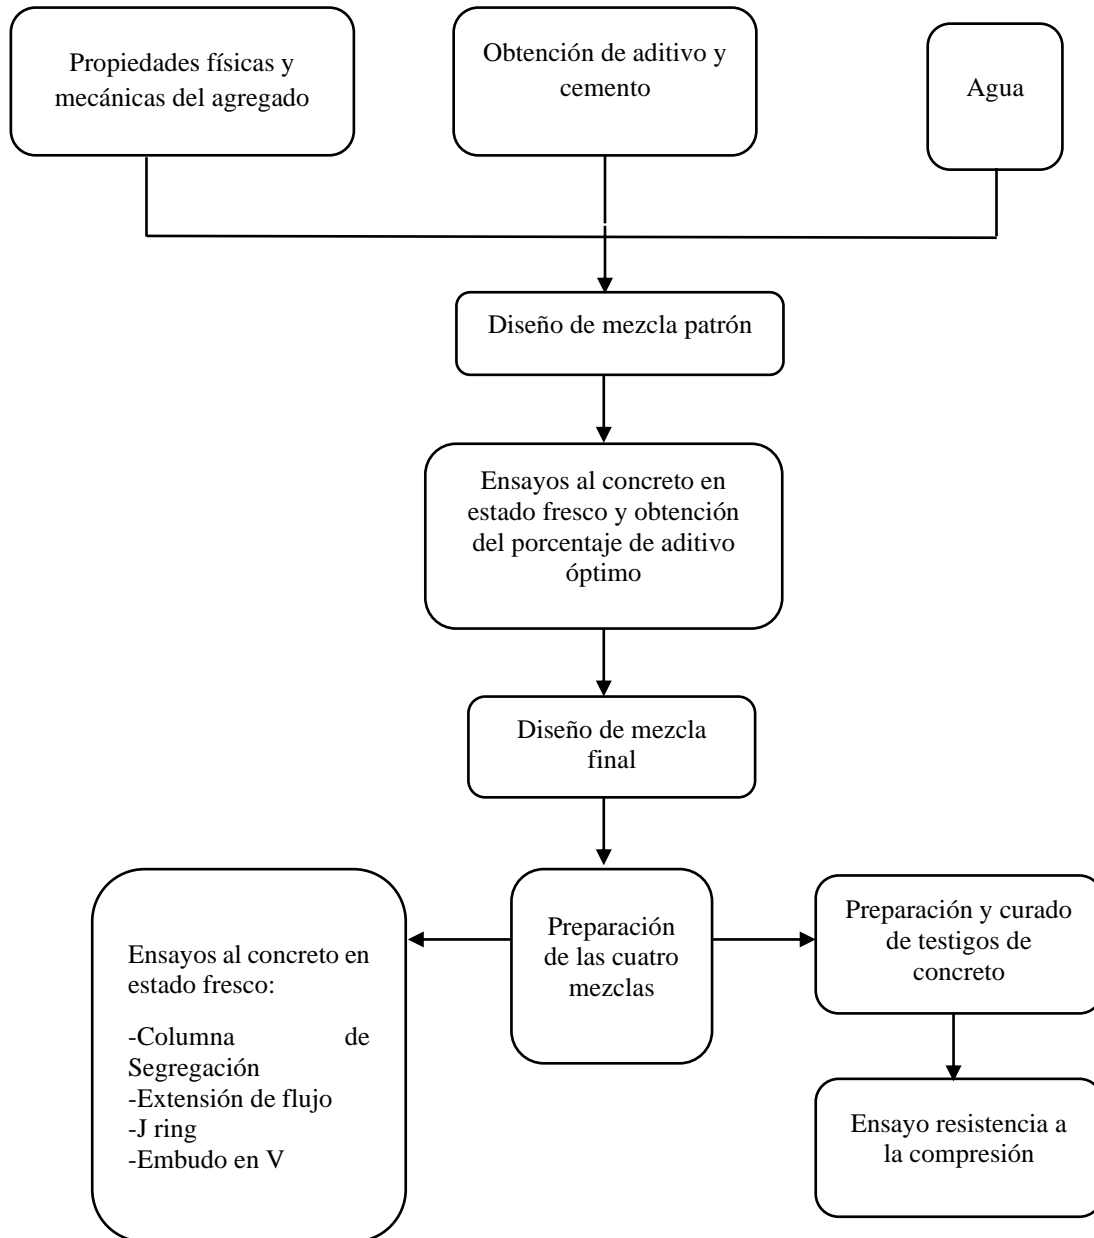 Propiedades físicas y
mecánicas del agregado
Obtención de aditivo y
cemento
Agua
Diseño de mezcla patrón
Ensayos al concreto en
estado fresco y obtención
del porcentaje de aditivo
óptimo
Diseño de mezcla
final
Ensayos al concreto en
estado fresco:
-Columna de
Segregación
-Extensión de flujo
-J ring
-Embudo en V
Preparación
de las cuatro
mezclas
Preparación y curado
de testigos de
concreto
Ensayo resistencia a
la compresión